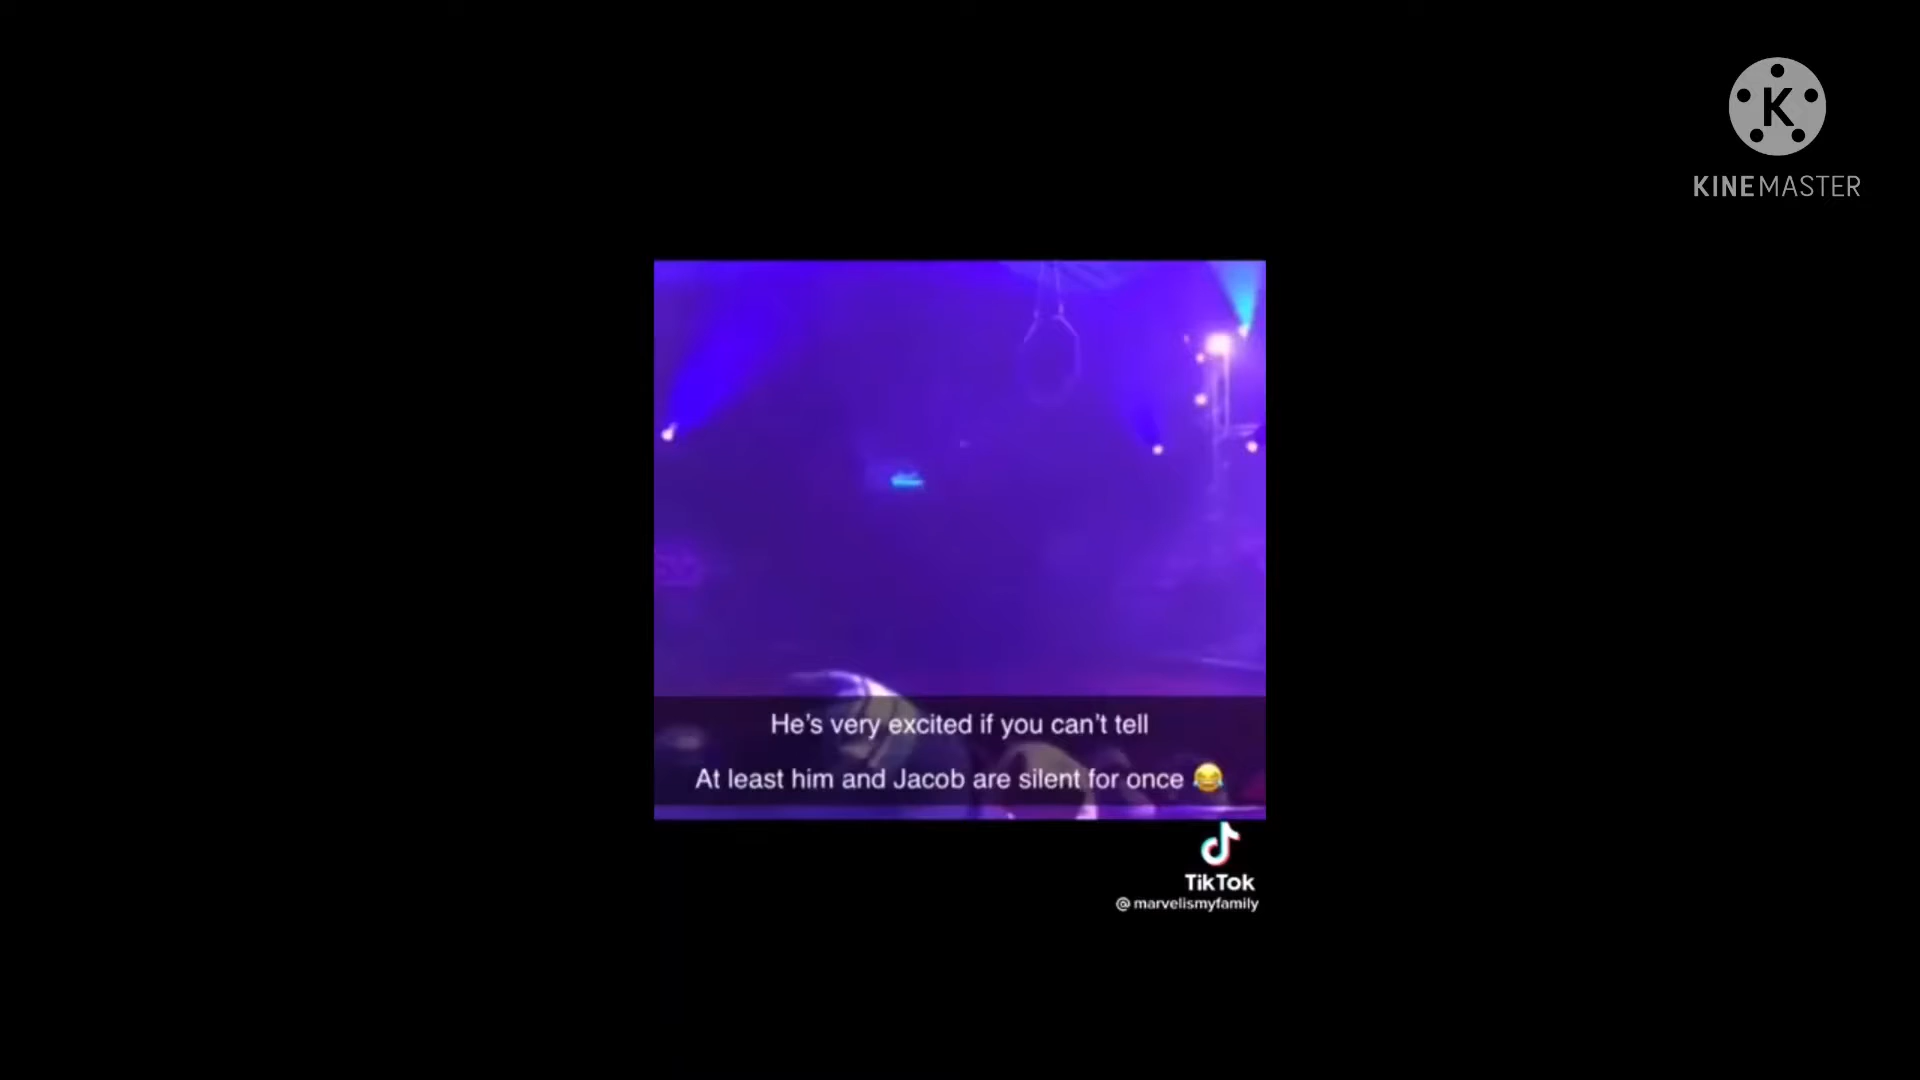 K
KINEMASTER
He's very excited if you can't tell
At least him and Jacob are silent for once 😂
TikTok
@ marvelismyfamily